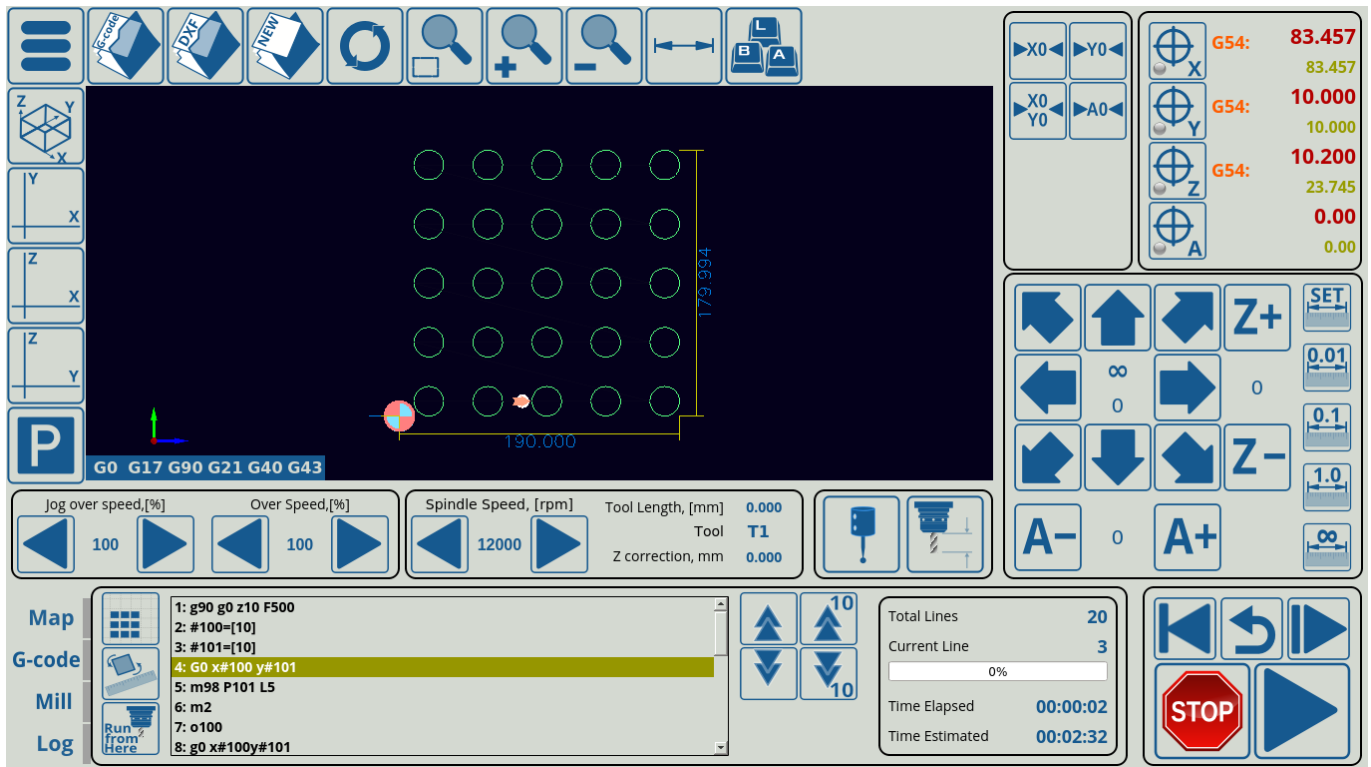 G-code
DXF
NEW
L
B
A
►X0◄
►Y0◄
►X0◄
Y0
►A0◄
X
G54:
83.457
83.457
Y
G54:
10.000
10.000
Z
G54:
10.200
23.745
A
0.00
0.00
Z
Y
X
Y
X
Z
X
Z
Y
P
179.994
190.000
G0 G17 G90 G21 G40 G43
Z+
SET
∞
0
0
0.01
0.1
Z−
1.0
A−
0
A+
∞
Jog over speed,[%]
100
Over Speed,[%]
100
Spindle Speed, [rpm]
12000
Tool Length, [mm]
0.000
Tool
T1
Z correction, mm
0.000
Map
G-code
Mill
Log
Run
from
Here
1: g90 g0 z10 F500
2: #100=[10]
3: #101=[10]
4: G0 x#100 y#101
5: m98 P101 L5
6: m2
7: o100
8: g0 x#100y#101
10
10
Total Lines
20
Current Line
3
0%
Time Elapsed
00:00:02
Time Estimated
00:02:32
STOP